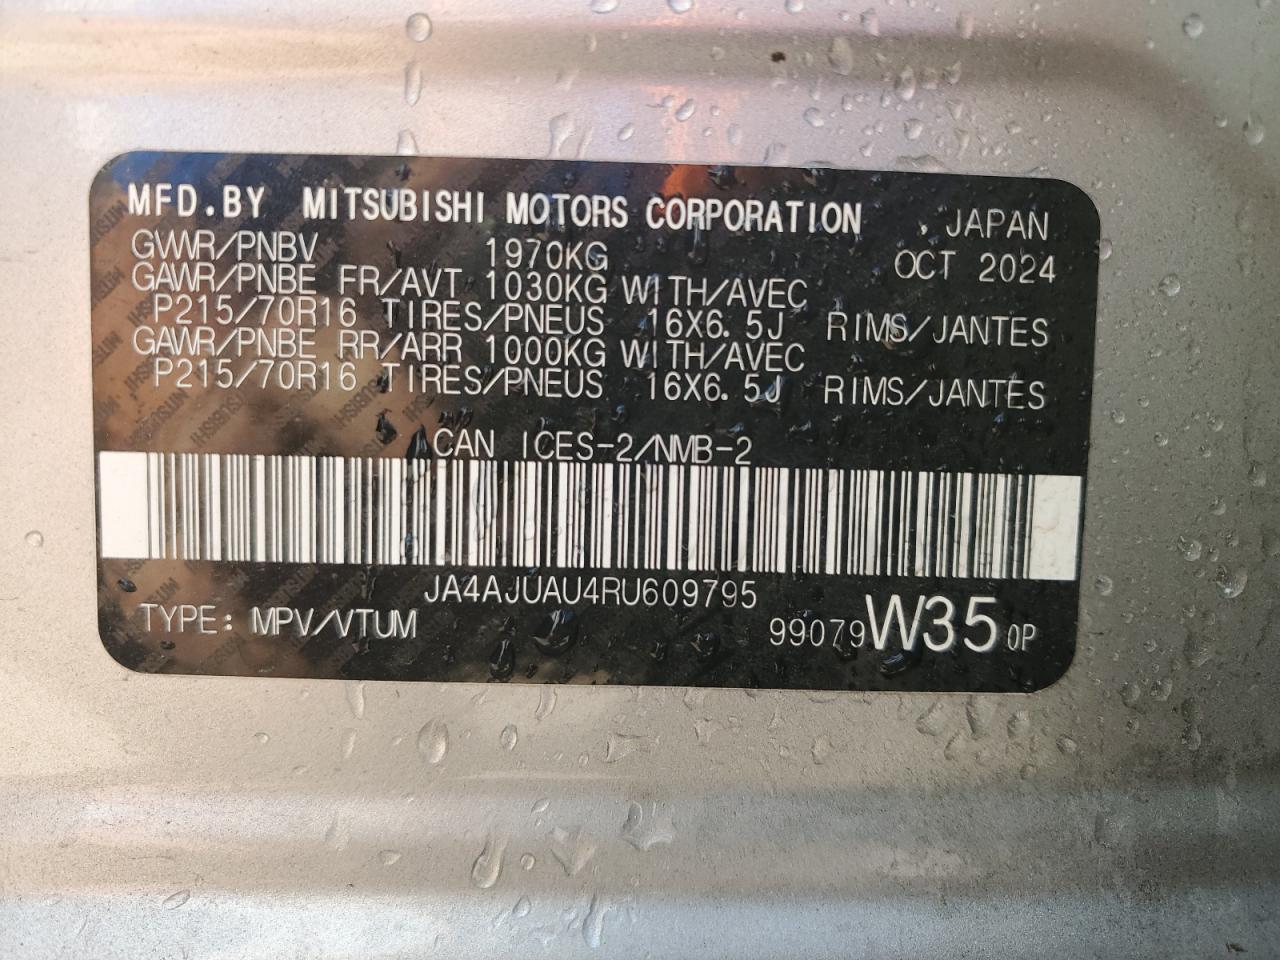 MFD.BY MITSUBISHI MOTORS CORPORATION , JAPAN
GVWR/PNBV 1970KG OCT 2024
GAWR/PNBE FR/AVT 1030KG WITH/AVEC
P215/70R16 TIRES/PNEUS 16X6.5J RIMS/JANTES
GAWR/PNBE RR/ARR 1000KG WITH/AVEC
P215/70R16 TIRES/PNEUS 16X6.5J RIMS/JANTES
CAN ICES-2/NMB-2
JA4AJUAU4RU609795
TYPE: MPV/VTUM 99079W350P